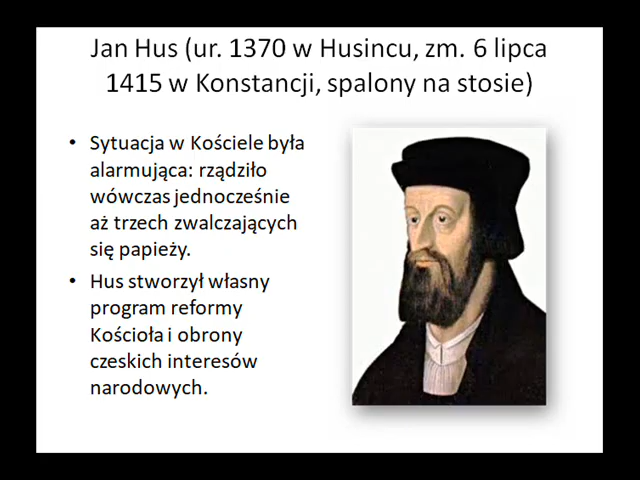 Jan Hus (ur. 1370 w Husincu, zm. 6 lipca
1415 w Konstancji, spalony na stosie)
• Sytuacja w Kościele była
alarmująca: rządziło
wówczas jednocześnie
aż trzech zwalczających
się papieży.
• Hus stworzył własny
program reformy
Kościoła i obrony
czeskich interesów
narodowych.